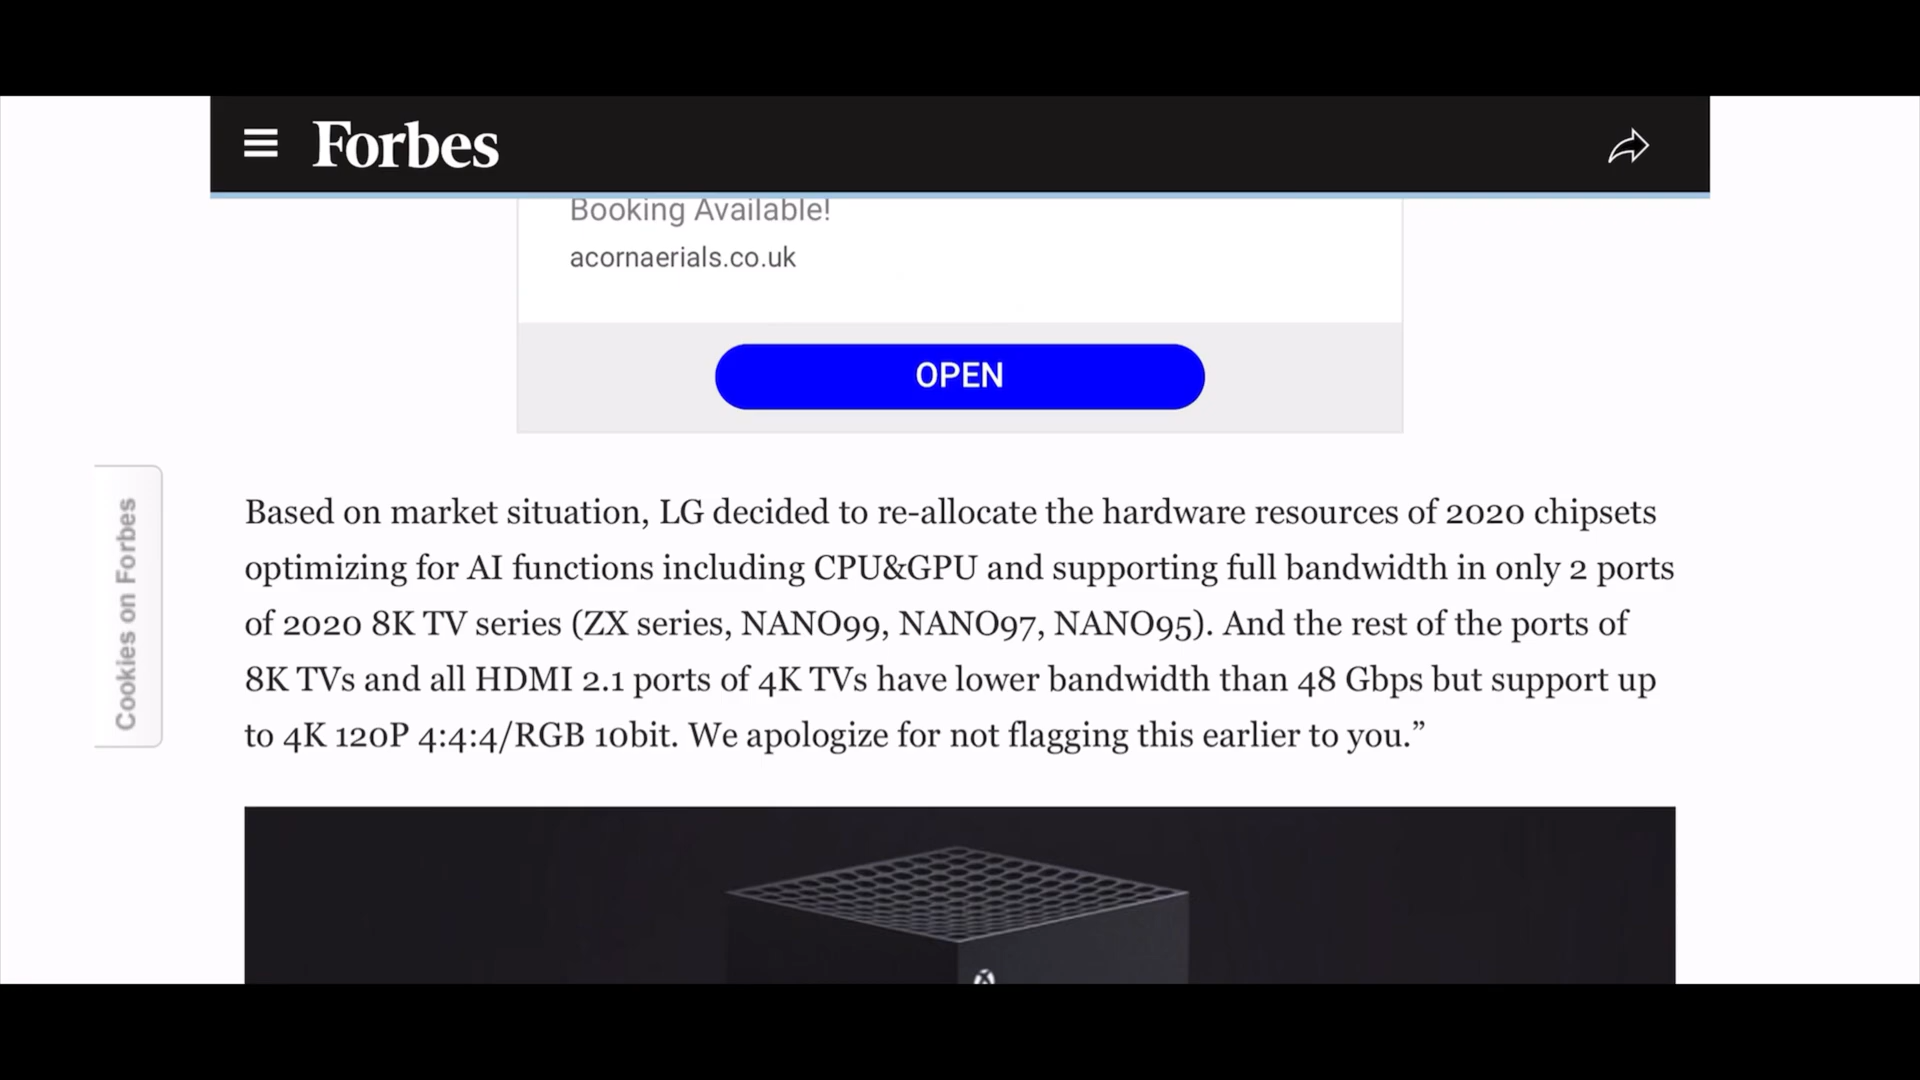 Forbes
Booking Available!
acornaerials.co.uk
OPEN
Cookies on Forbes
Based on market situation, LG decided to re-allocate the hardware resources of 2020 chipsets
optimizing for AI functions including CPU&GPU and supporting full bandwidth in only 2 ports
of 2020 8K TV series (ZX series, NANO99, NANO97, NANO95). And the rest of the ports of
8K TVs and all HDMI 2.1 ports of 4K TVs have lower bandwidth than 48 Gbps but support up
to 4K 120P 4:4:4/RGB 10bit. We apologize for not flagging this earlier to you.”